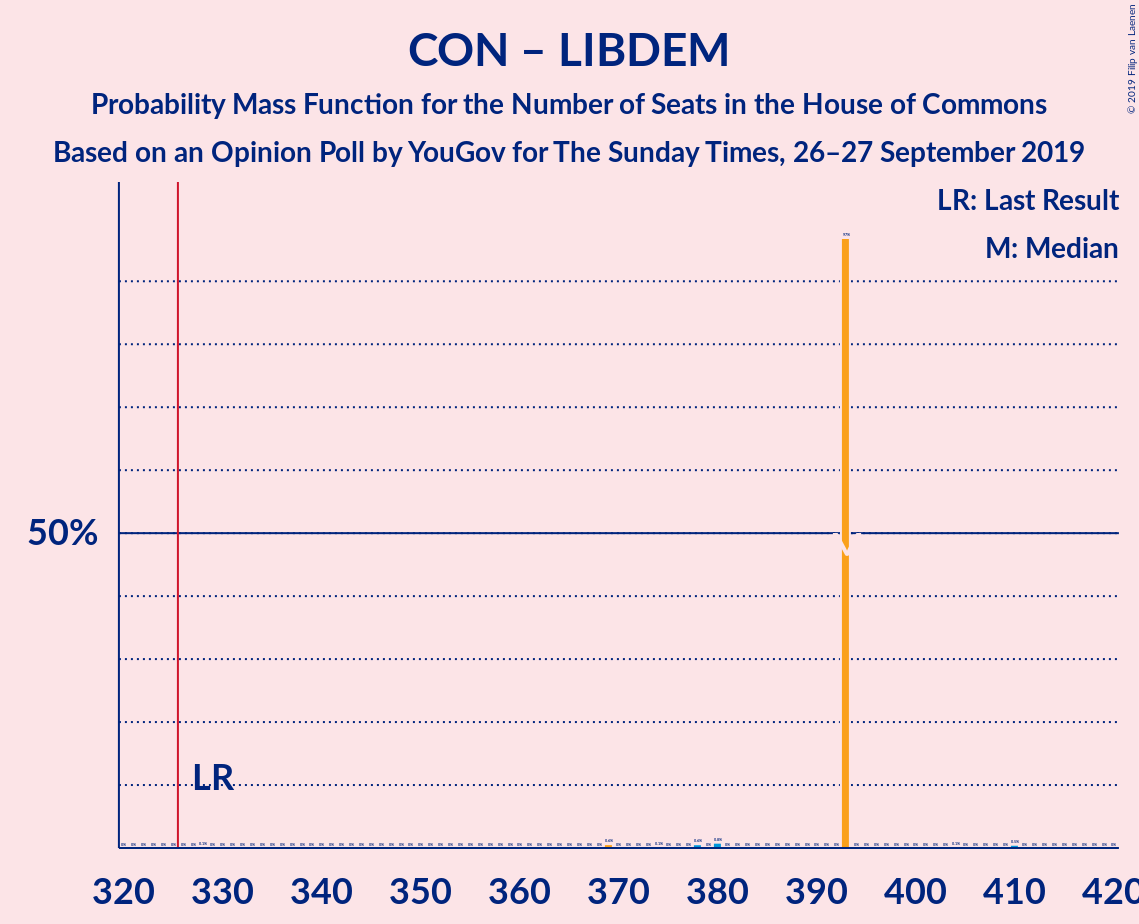 CON – LIBDEM
Probability Mass Function for the Number of Seats in the House of Commons
Based on an Opinion Poll by YouGov for The Sunday Times, 26–27 September 2019
© 2019 Filip van Laenen
LR: Last Result
M: Median
50%
M
LR
320 330 340 350 360 370 380 390 400 410 420